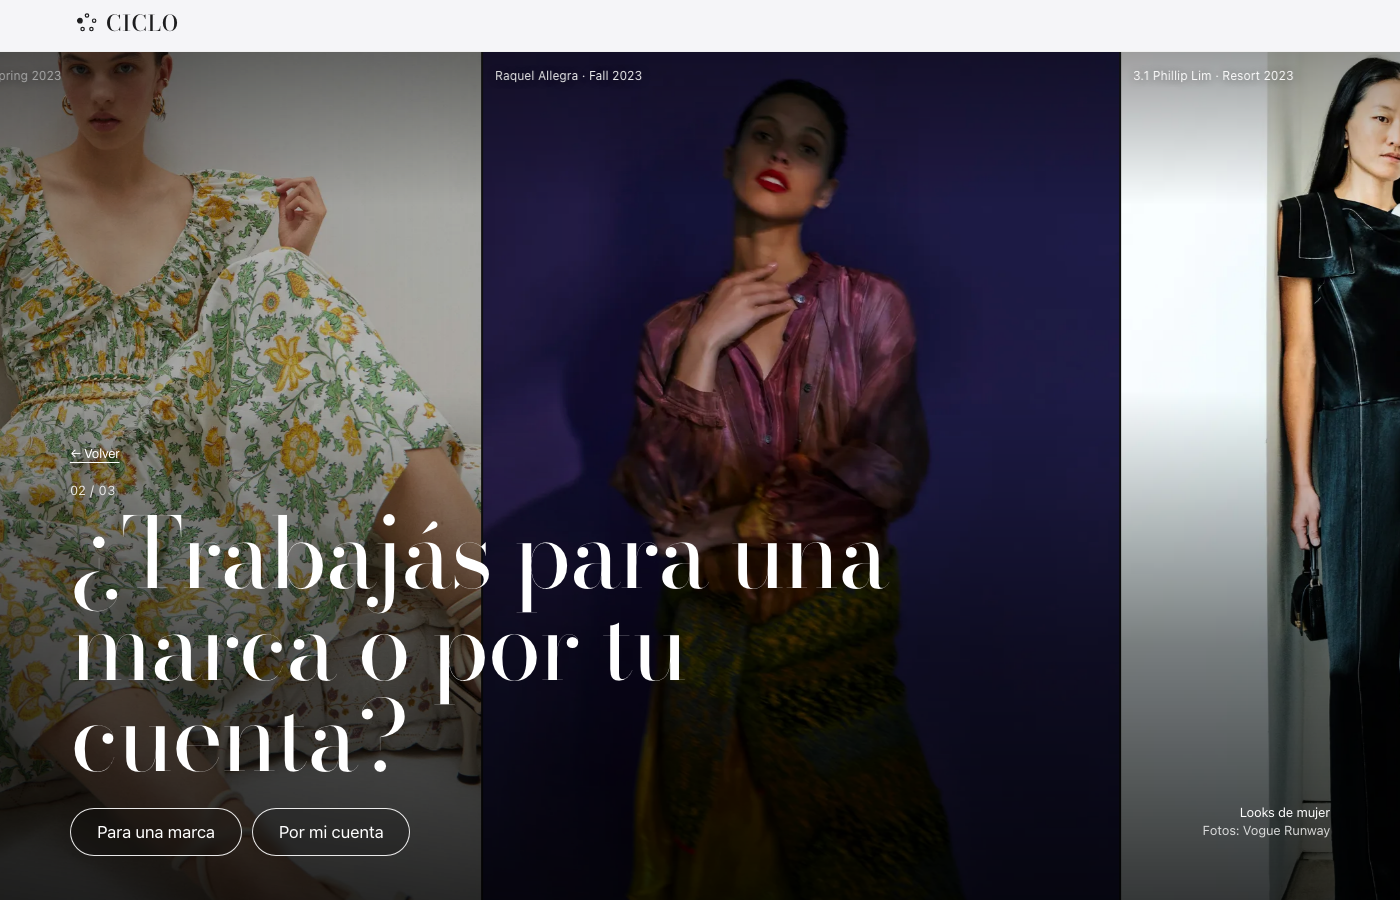 CICLO
pring 2023
Raquel Allegra · Fall 2023
3.1 Phillip Lim · Resort 2023
← Volver
02 / 03
¿Trabajás para una
marca o por tu
cuenta?
Para una marca
Por mi cuenta
Looks de mujer
Fotos: Vogue Runway